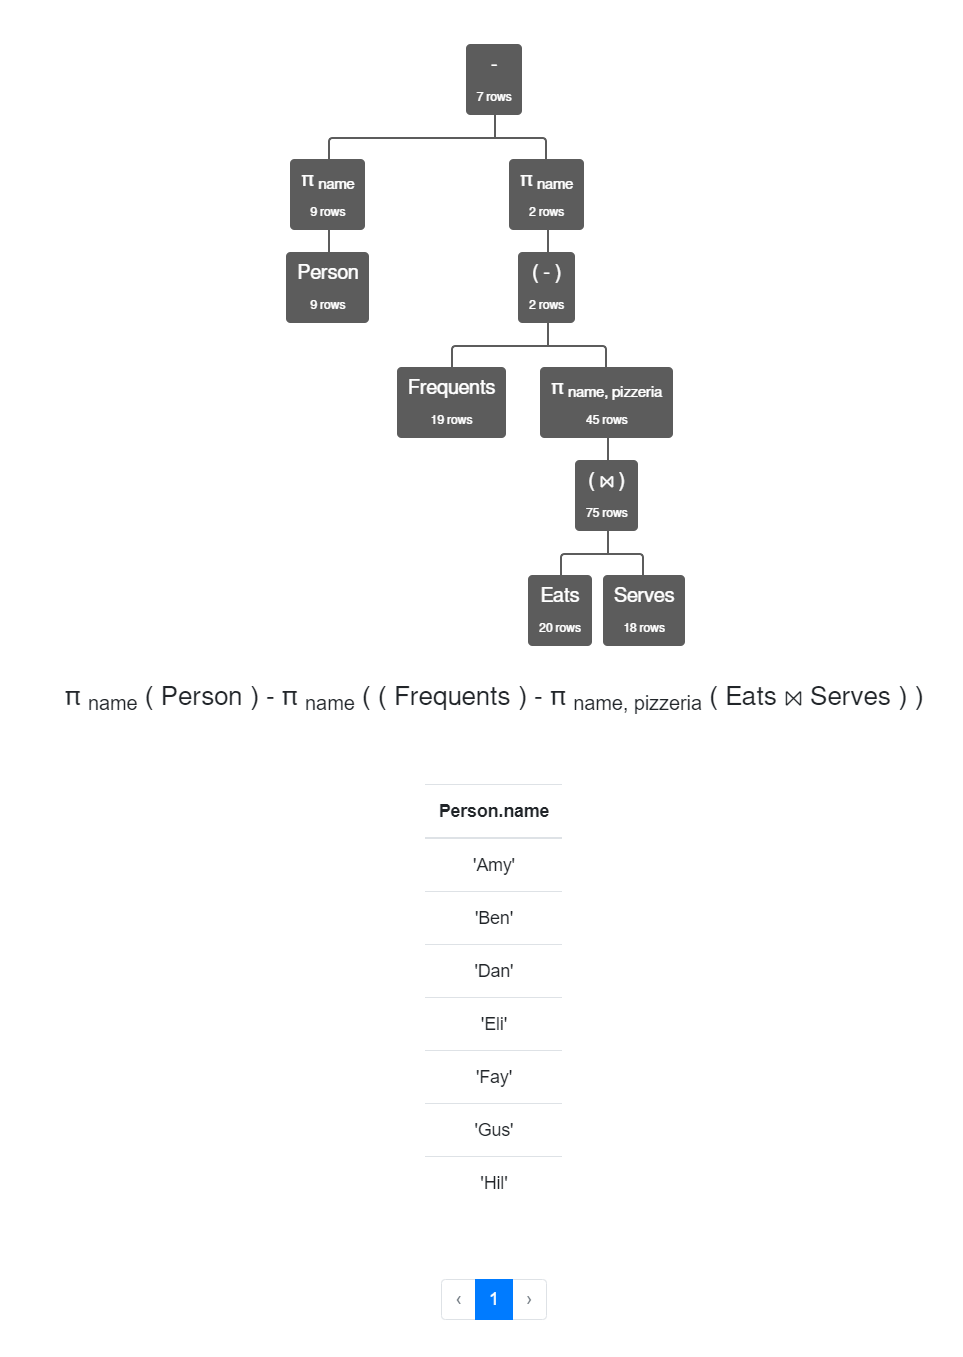 -
7 rows
π name
9 rows
π name
2 rows
Person
9 rows
( - )
2 rows
Frequents
19 rows
π name, pizzeria
45 rows
( ⋈ )
75 rows
Eats
20 rows
Serves
18 rows
π name ( Person ) - π name ( ( Frequents ) - π name, pizzeria ( Eats ⋈ Serves ) )
Person.name
'Amy'
'Ben'
'Dan'
'Eli'
'Fay'
'Gus'
'Hil'
‹ 1 ›